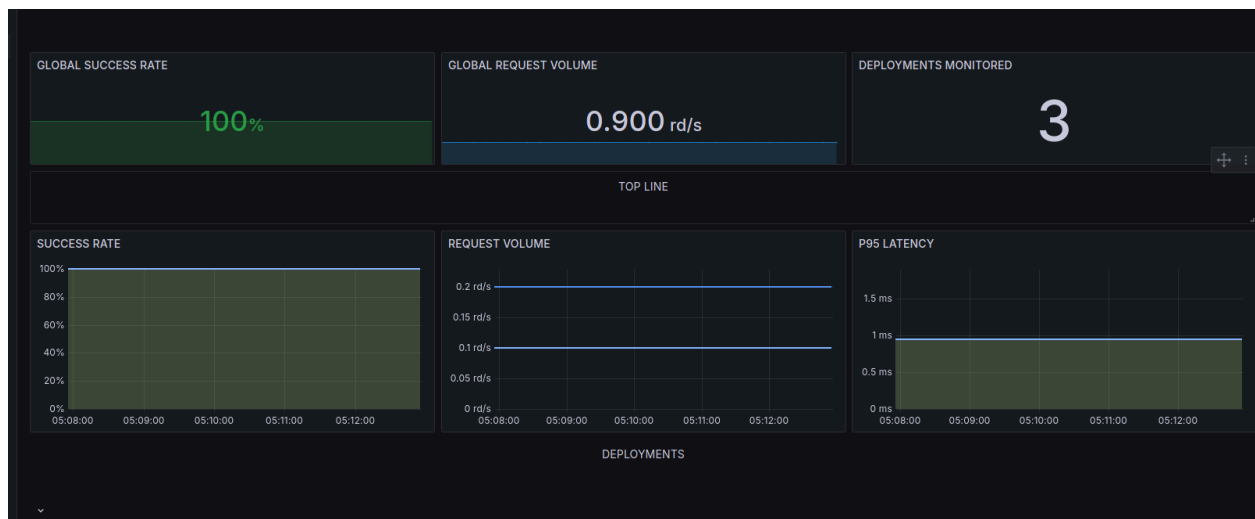 GLOBAL SUCCESS RATE
100%
GLOBAL REQUEST VOLUME
0.900 rd/s
DEPLOYMENTS MONITORED
3
TOP LINE
SUCCESS RATE
100%
80%
60%
40%
20%
0%
05:08:00 05:09:00 05:10:00 05:11:00 05:12:00
REQUEST VOLUME
0.2 rd/s
0.15 rd/s
0.1 rd/s
0.05 rd/s
0 rd/s
05:08:00 05:09:00 05:10:00 05:11:00 05:12:00
P95 LATENCY
1.5 ms
1 ms
0.5 ms
0 ms
05:08:00 05:09:00 05:10:00 05:11:00 05:12:00
DEPLOYMENTS